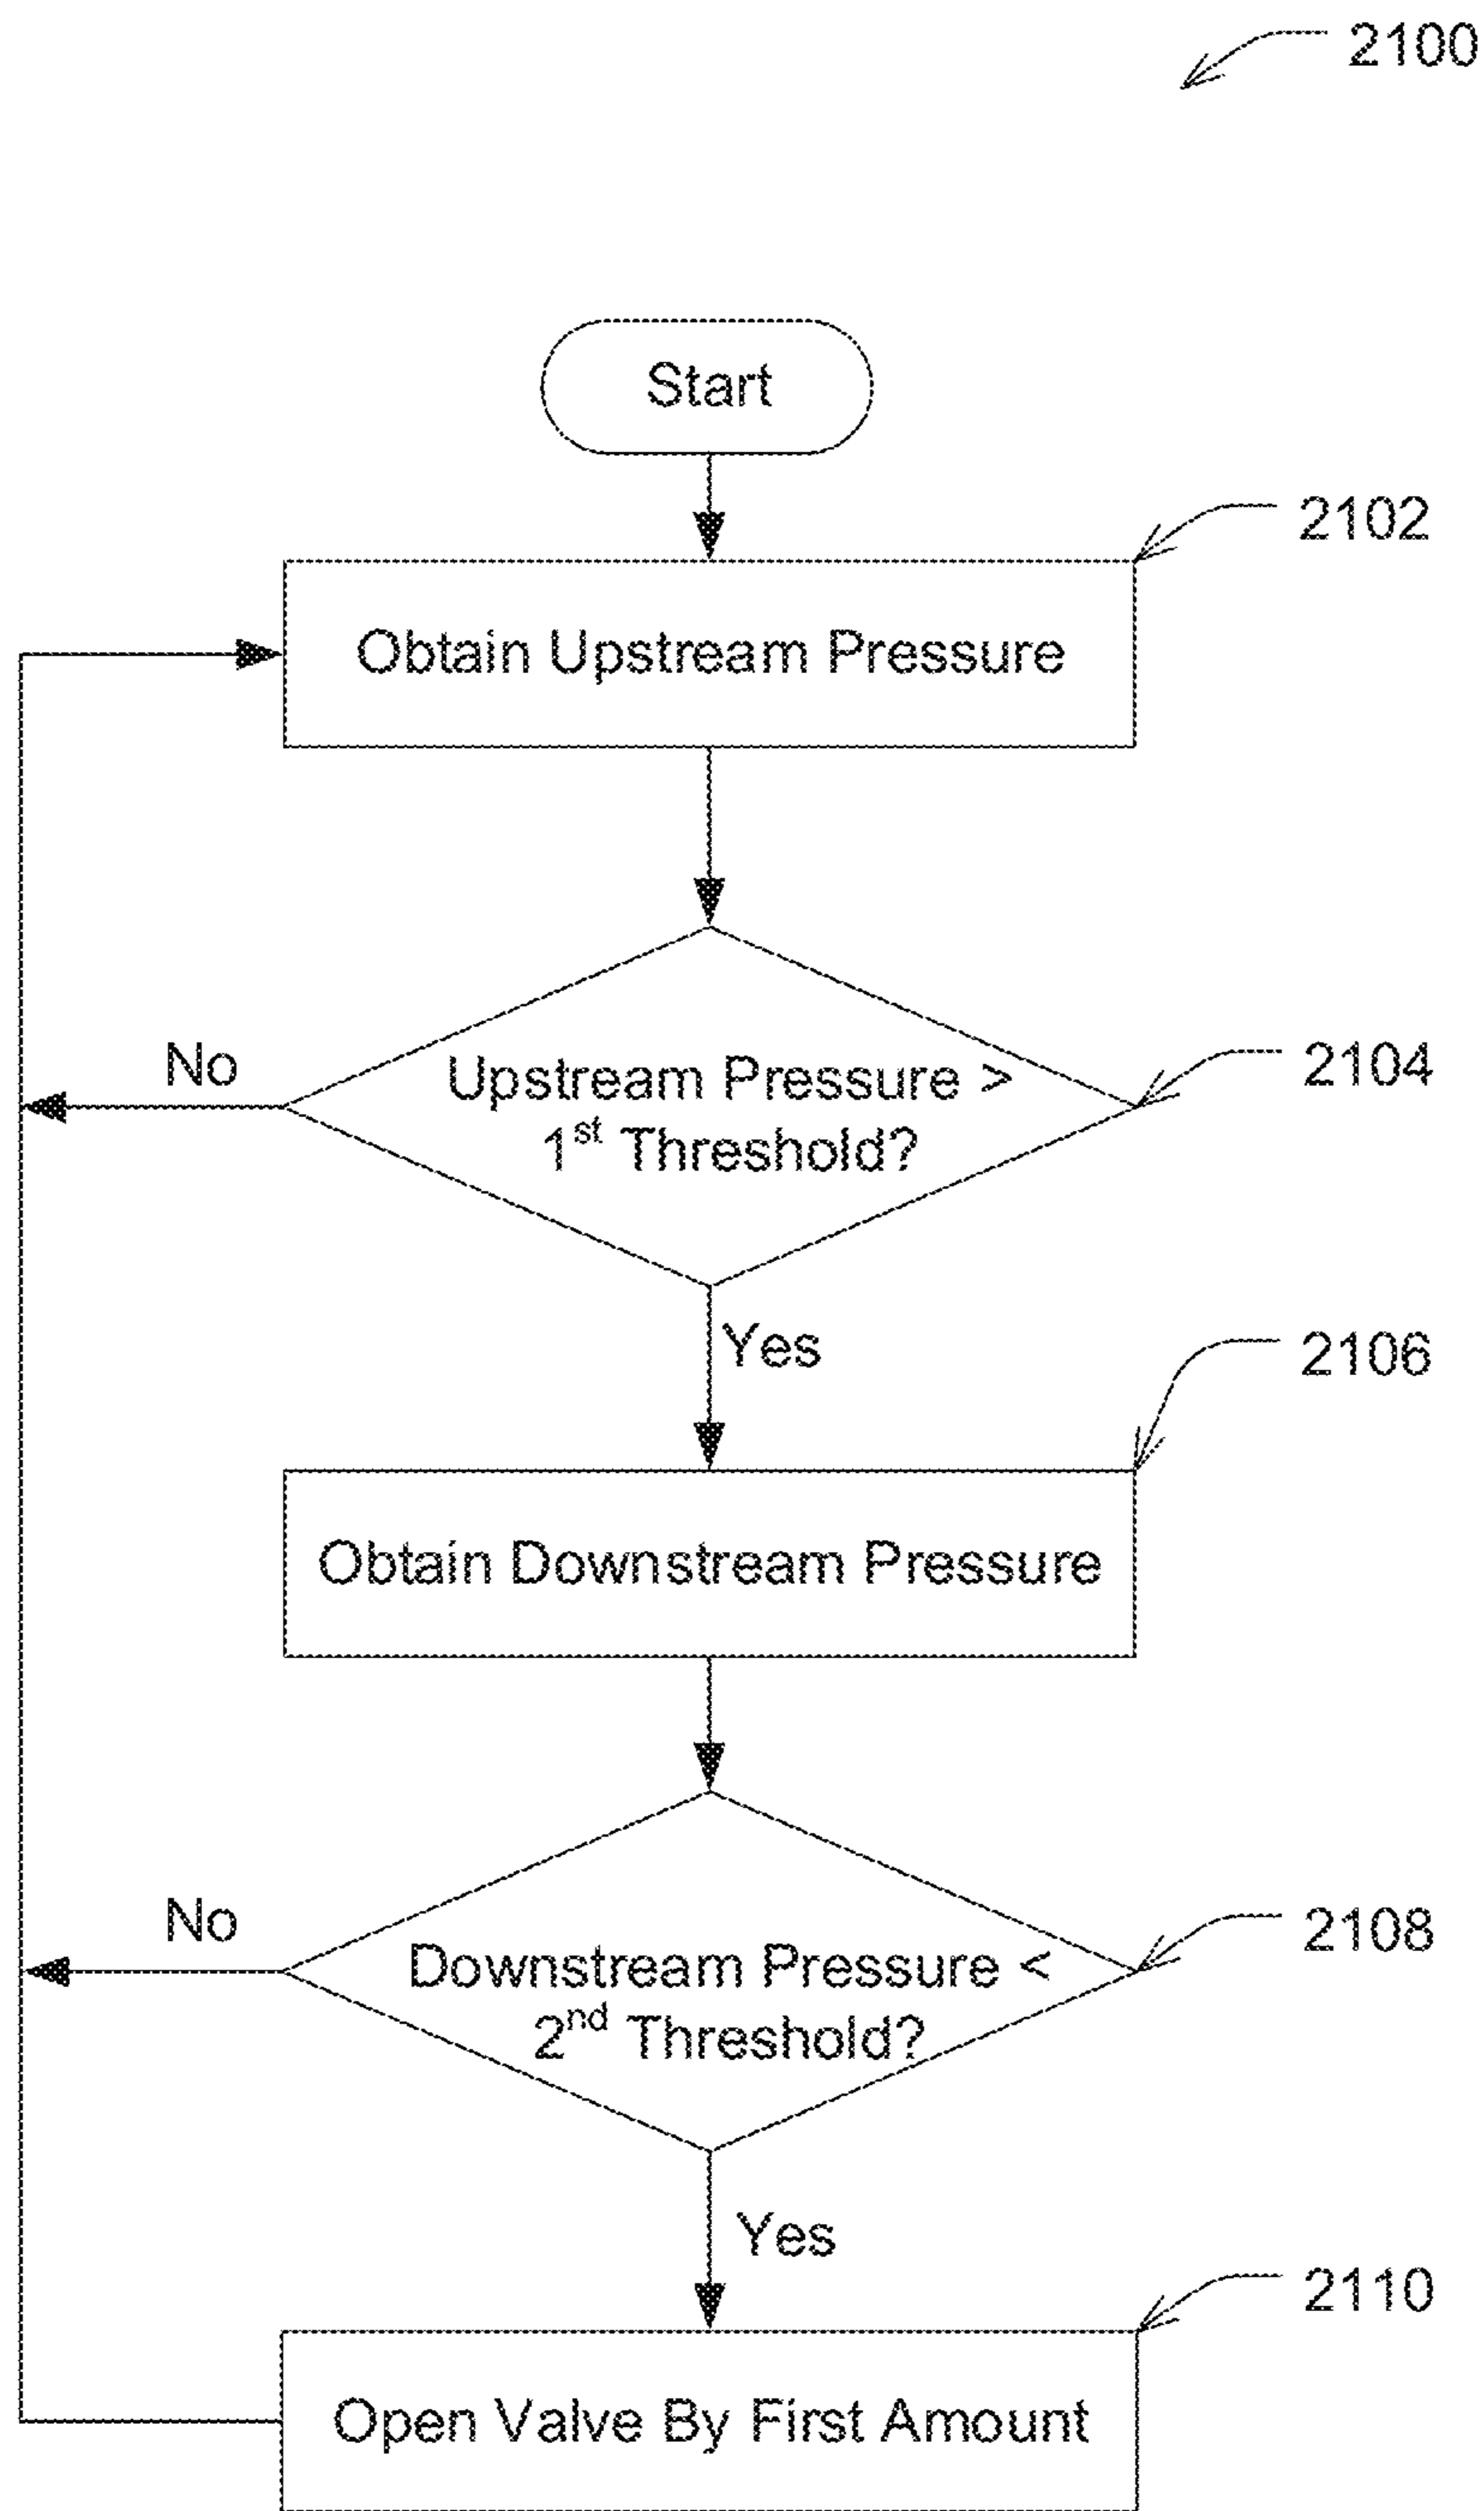 2100
Start
2102
Obtain Upstream Pressure
No
Upstream Pressure >
1st Threshold?
2104
Yes
2106
Obtain Downstream Pressure
No
Downstream Pressure <
2nd Threshold?
2108
Yes
2110
Open Valve By First Amount